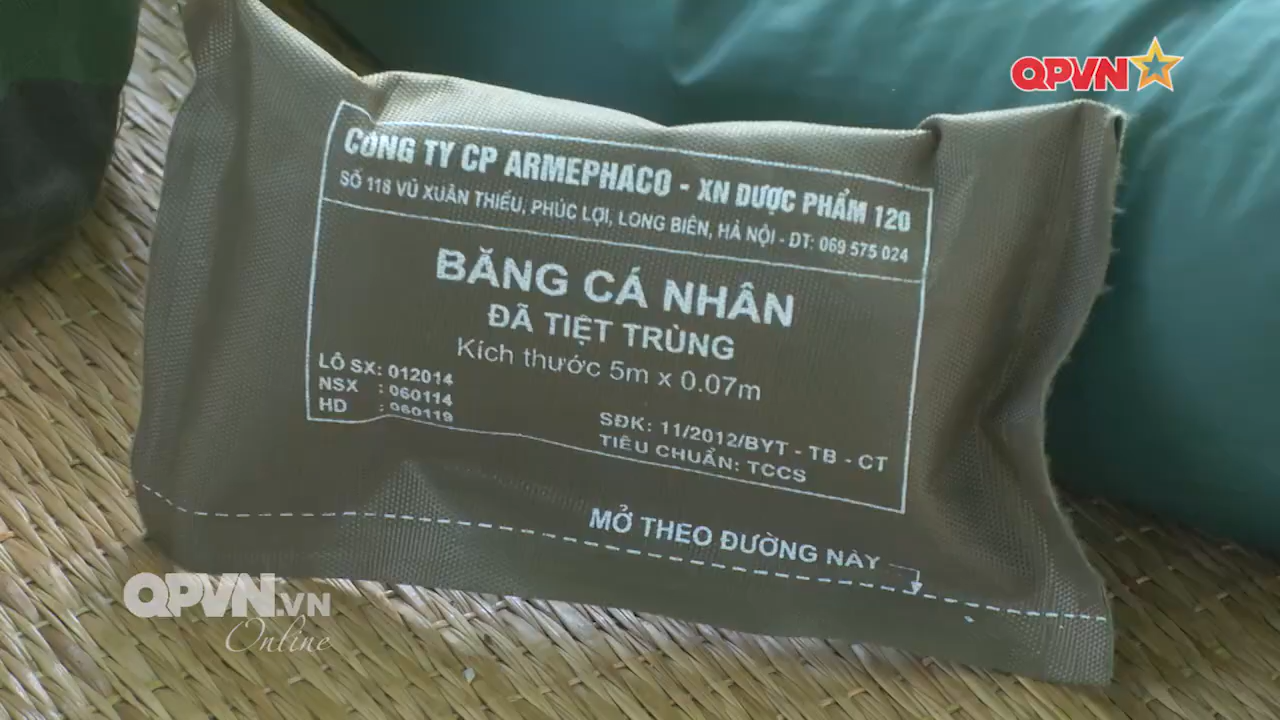 QPVN
CÔNG TY CP ARMEPHACO - XN DƯỢC PHẨM 120
SỐ 118 VŨ XUÂN THIỀU, PHÚC LỢI, LONG BIÊN, HÀ NỘI - ĐT: 069 575 024
BĂNG CÁ NHÂN
ĐÃ TIỆT TRÙNG
Kích thước 5m x 0.07m
LÔ SX: 012014
NSX : 060114
HD : 060119
SĐK: 11/2012/BYT - TB - CT
TIÊU CHUẨN: TCCS
MỞ THEO ĐƯỜNG NÀY
QPVN.VN
Online